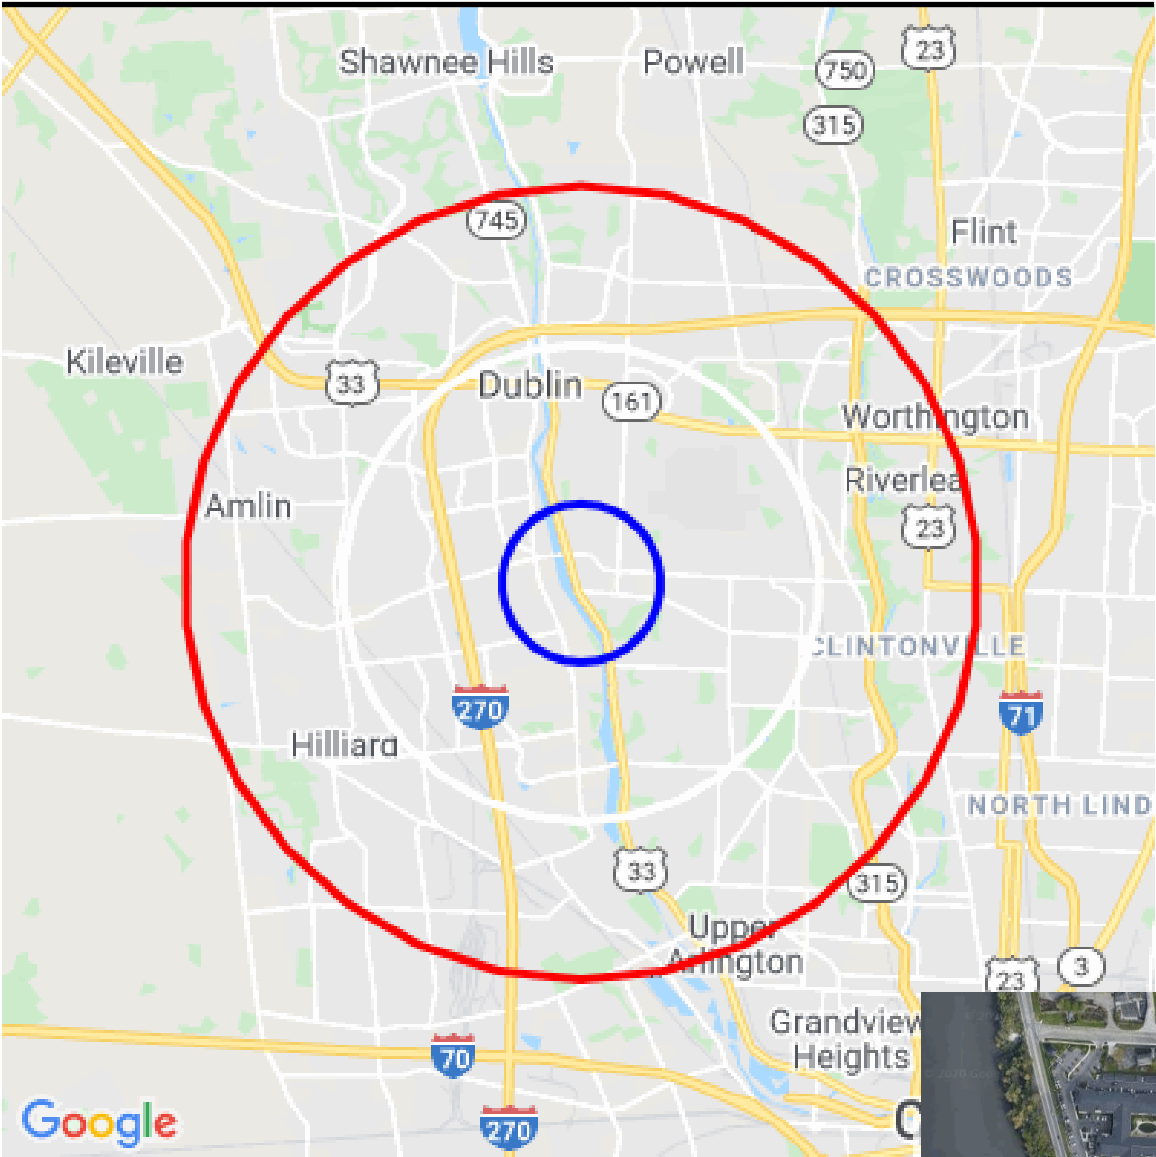 Shawnee Hills
Powell
23
750
315
745
Flint
CROSSWOODS
Kileville
33
Dublin
161
Worthington
Riverlea
Amlin
23
CLINTONVILLE
270
71
Hilliard
NORTH LIND
33
315
Upper
Arlington
3
23
Grandview
Heights
70
Google
270